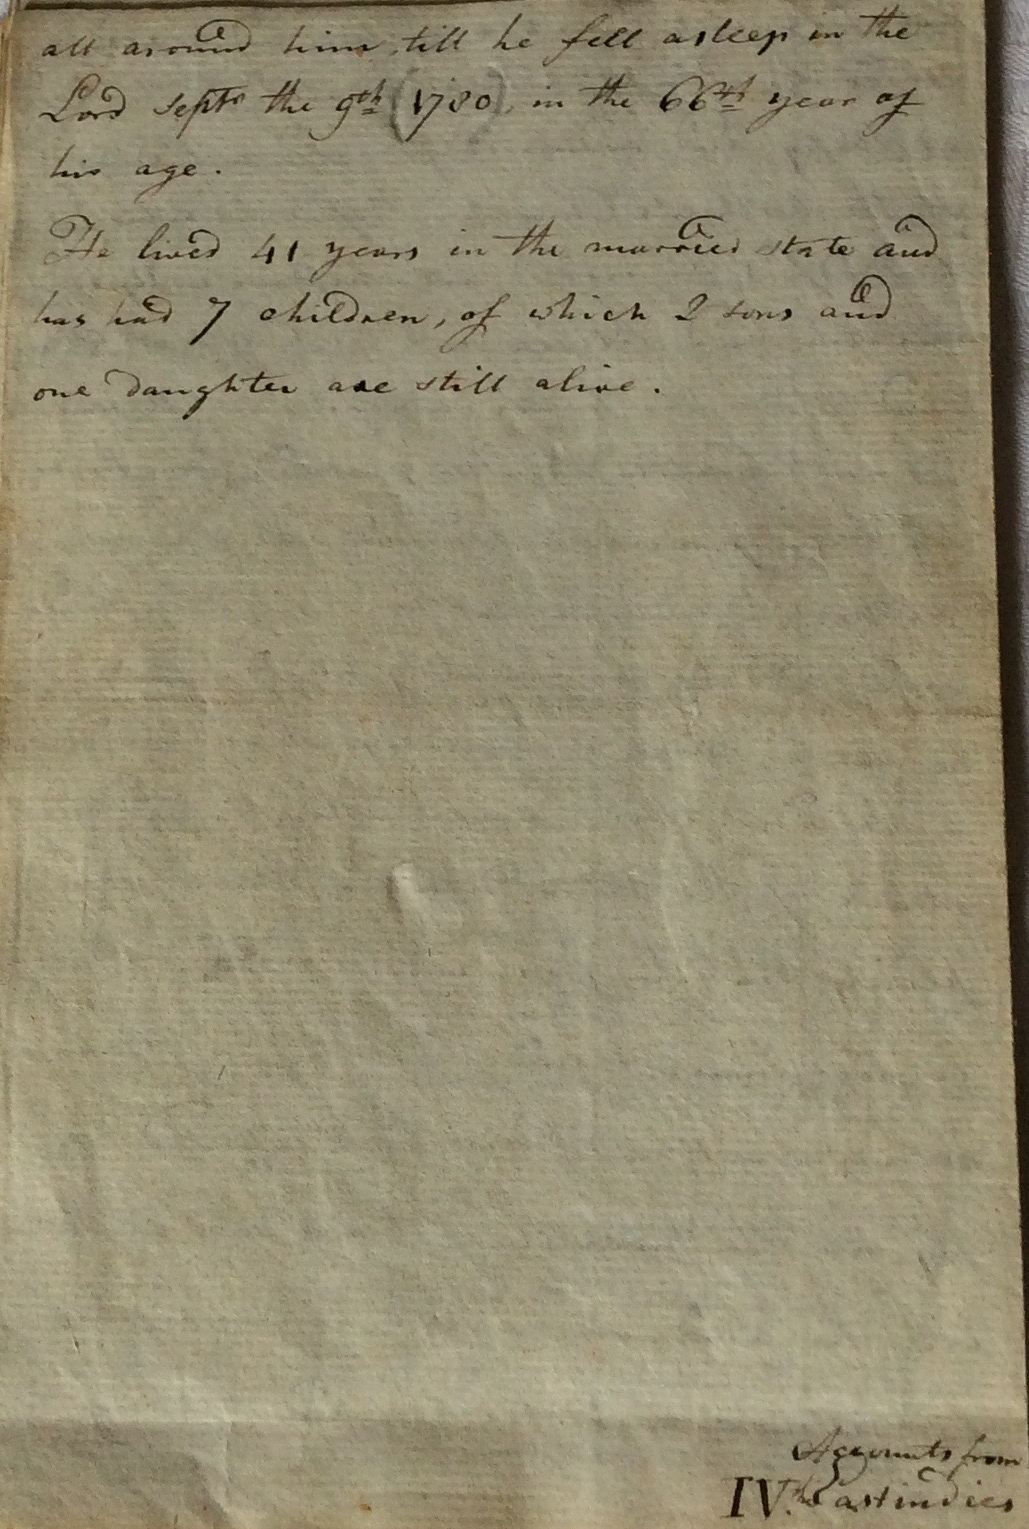 all around him, till he fell asleep in the
Lord septr the 9th (1780), in the 66th year of
his age.
He lived 41 years in the married state and
has had 7 children, of which 2 sons and
one daughter are still alive.
Accounts from
IV. the Eastindies